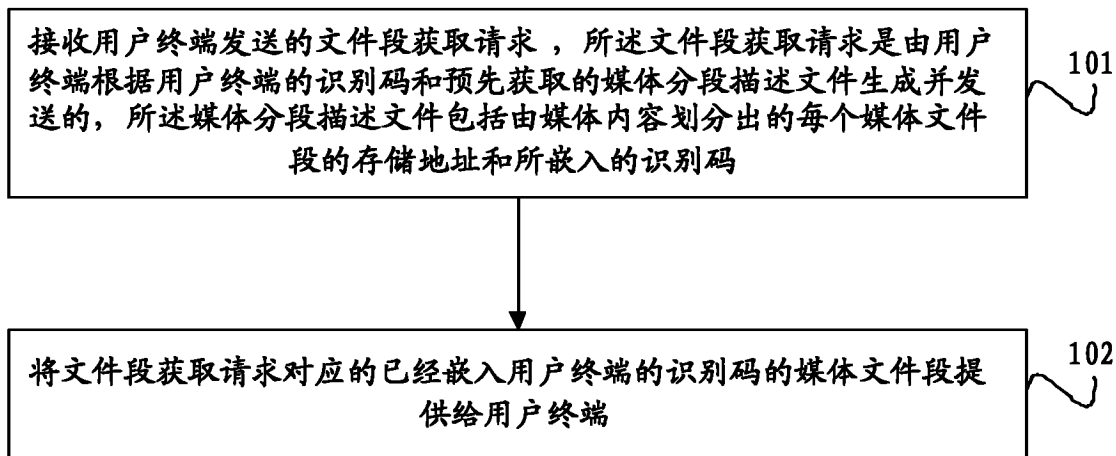 接收用户终端发送的文件段获取请求 ，所述文件段获取请求是由用户
终端根据用户终端的识别码和预先获取的媒体分段描述文件生成并发
送的，所述媒体分段描述文件包括由媒体内容划分出的每个媒体文件
段的存储地址和所嵌入的识别码
101
将文件段获取请求对应的已经嵌入用户终端的识别码的媒体文件段提
供给用户终端
102